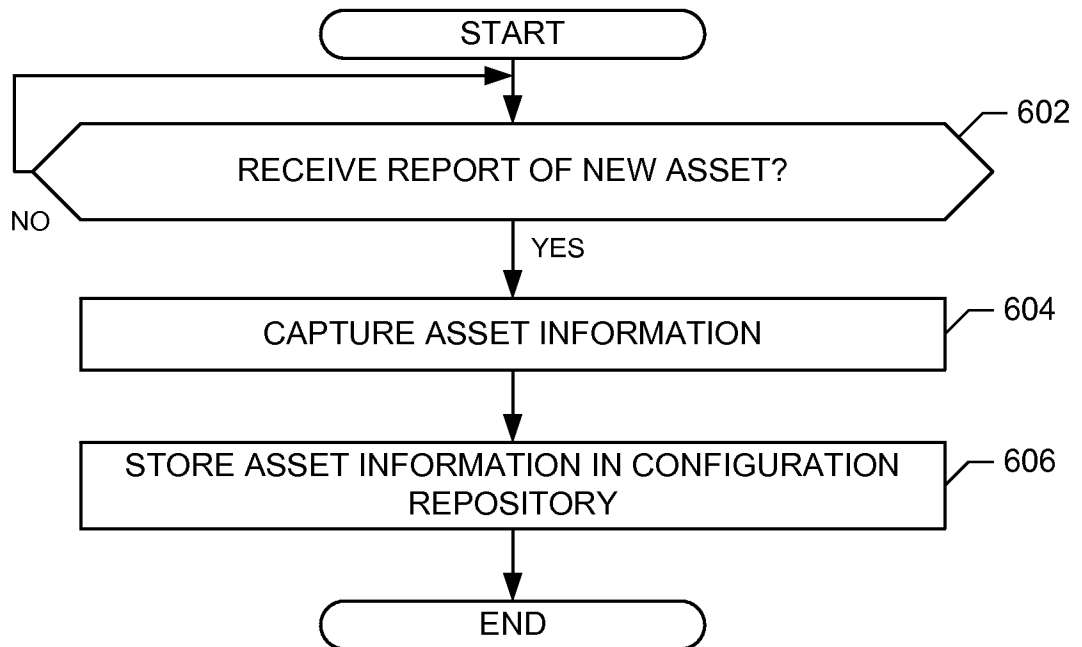 START
602
RECEIVE REPORT OF NEW ASSET?
NO
YES
604
CAPTURE ASSET INFORMATION
606
STORE ASSET INFORMATION IN CONFIGURATION
REPOSITORY
END